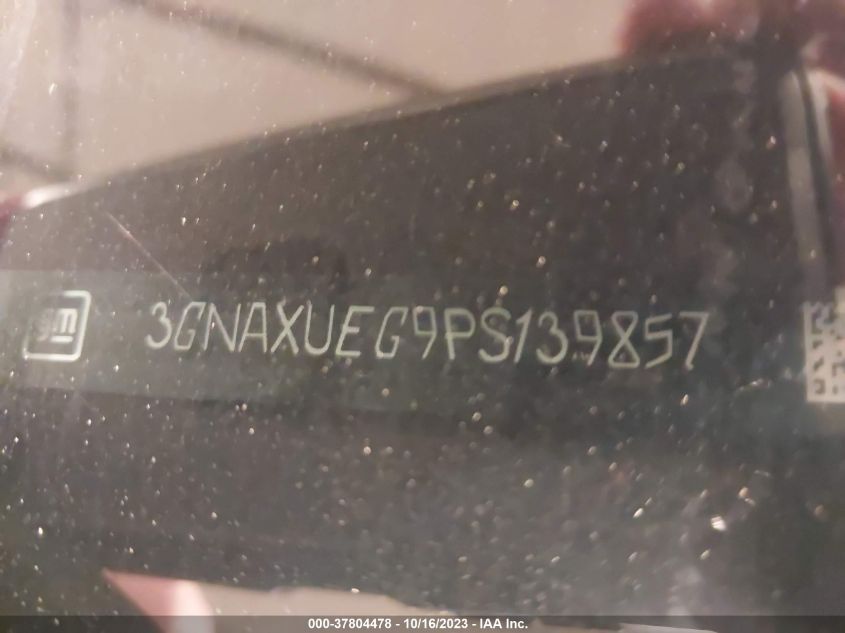 gm 3GNAXUEG9PS139857
000-37804478 - 10/16/2023 - IAA Inc.